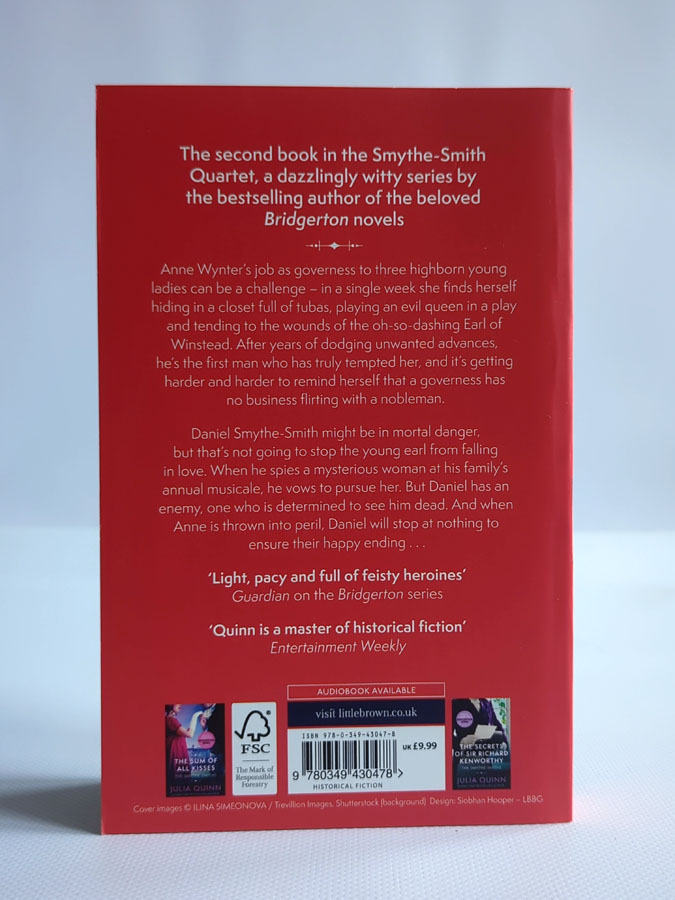 The second book in the Smythe-Smith
Quartet, a dazzlingly witty series by
the bestselling author of the beloved
Bridgerton novels
Anne Wynter's job as governess to three highborn young
ladies can be a challenge – in a single week she finds herself
hiding in a closet full of tubas, playing an evil queen in a play
and tending to the wounds of the oh-so-dashing Earl of
Winstead. After years of dodging unwanted advances,
he's the first man who has truly tempted her, and it's getting
harder and harder to remind herself that a governess has
no business flirting with a nobleman.
Daniel Smythe-Smith might be in mortal danger,
but that's not going to stop the young earl from falling
in love. When he spies a mysterious woman at his family's
annual musicale, he vows to pursue her. But Daniel has an
enemy, one who is determined to see him dead. And when
Anne is thrown into peril, Daniel will stop at nothing to
ensure their happy ending . . .
'Light, pacy and full of feisty heroines'
Guardian on the Bridgerton series
'Quinn is a master of historical fiction'
Entertainment Weekly
THE SUM OF
ALL KISSES
JULIA QUINN
FSC
The Mark of
Responsible
Forestry
AUDIOBOOK AVAILABLE
visit littlebrown.co.uk
ISBN 978-0-349-43047-8
9 780349 430478 >
UK £9.99
HISTORICAL FICTION
THE SECRETS
OF SIR RICHARD
KENWORTHY
JULIA QUINN
Cover images © ILINA SIMEONOVA / Trevillion Images, Shutterstock (background) Design: Siobhan Hooper – LBBG